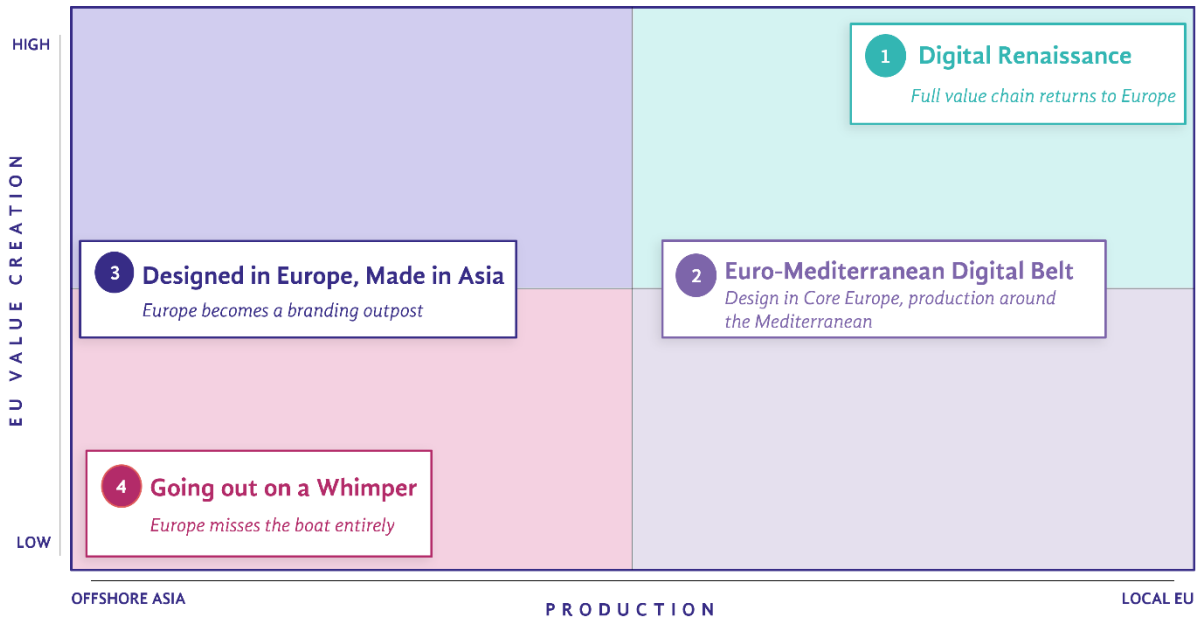 HIGH
1
Digital Renaissance
Full value chain returns to Europe
EU VALUE CREATION
3
Designed in Europe, Made in Asia
Europe becomes a branding outpost
2
Euro-Mediterranean Digital Belt
Design in Core Europe, production around
the Mediterranean
4
Going out on a Whimper
Europe misses the boat entirely
LOW
OFFSHORE ASIA
PRODUCTION
LOCAL EU